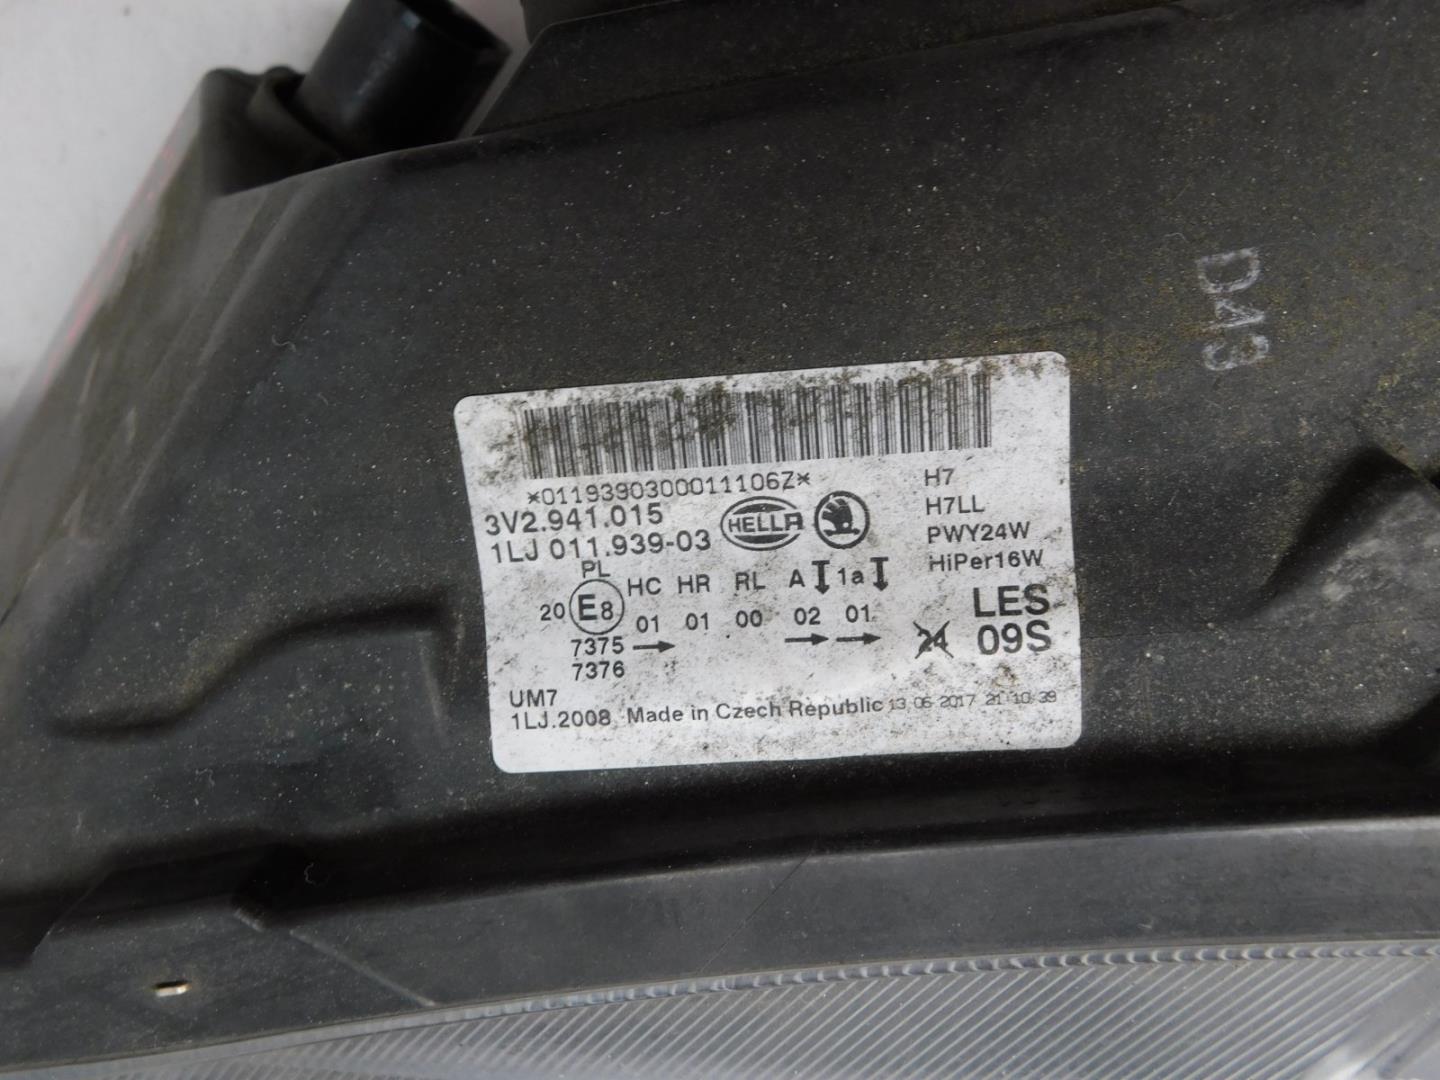 D43
*0119390300011106Z*
3V2.941.015
1LJ 011.939-03
HELLA
H7
H7LL
PWY24W
HiPer16W
PL
HC HR RL A 1a
20 E8 01 01 00 02 01
7375 →
→ →
7376
24
LES
09S
UM7
1LJ.2008 Made in Czech Republic 13.06.2017 21:10:39